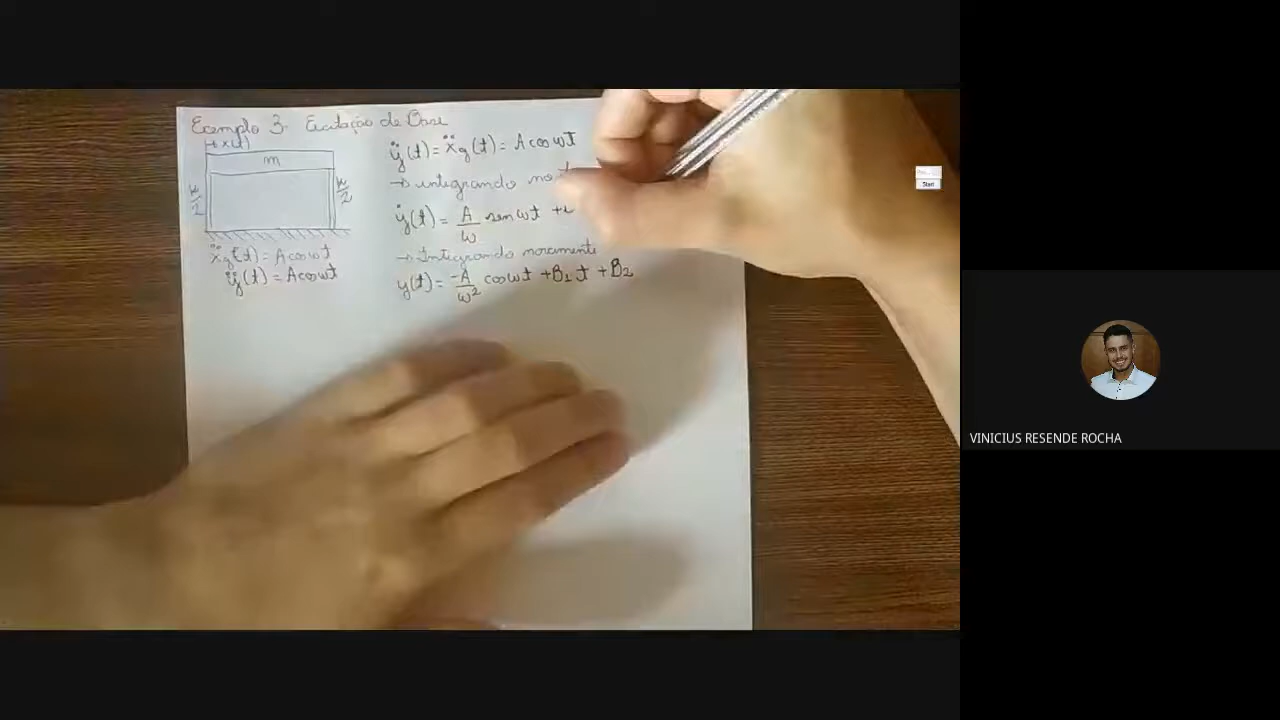 Exemplo 3. Excitação de Base
x(t)
m
k/2
k/2
ẍg(t) = A cos ωt
ÿ(t) = A cos ωt
ÿ(t) = ẍg(t) = A cos ωt
→ integrando
ẏ(t) = A/ω sen ωt +
→ Integrando novamente
y(t) = -A/ω² cos ωt + B₁ t + B₂
Start
VINICIUS RESENDE ROCHA